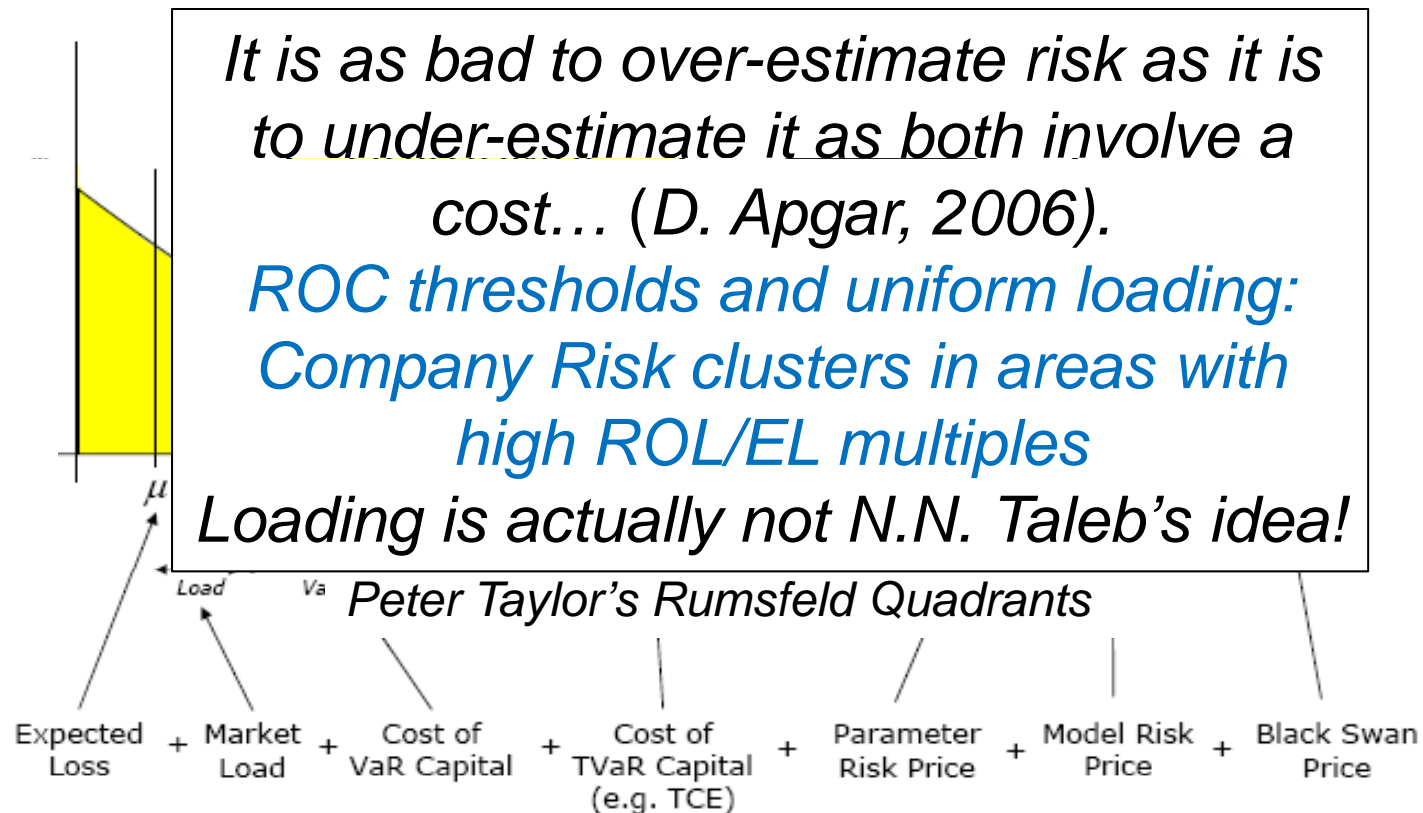 It is as bad to over-estimate risk as it is
to under-estimate it as both involve a
cost… (D. Apgar, 2006).
ROC thresholds and uniform loading:
Company Risk clusters in areas with
high ROL/EL multiples
Loading is actually not N.N. Taleb's idea!
μ
Load Va
Peter Taylor's Rumsfeld Quadrants
Expected Loss + Market Load + Cost of VaR Capital + Cost of TVaR Capital (e.g. TCE) + Parameter Risk Price + Model Risk Price + Black Swan Price